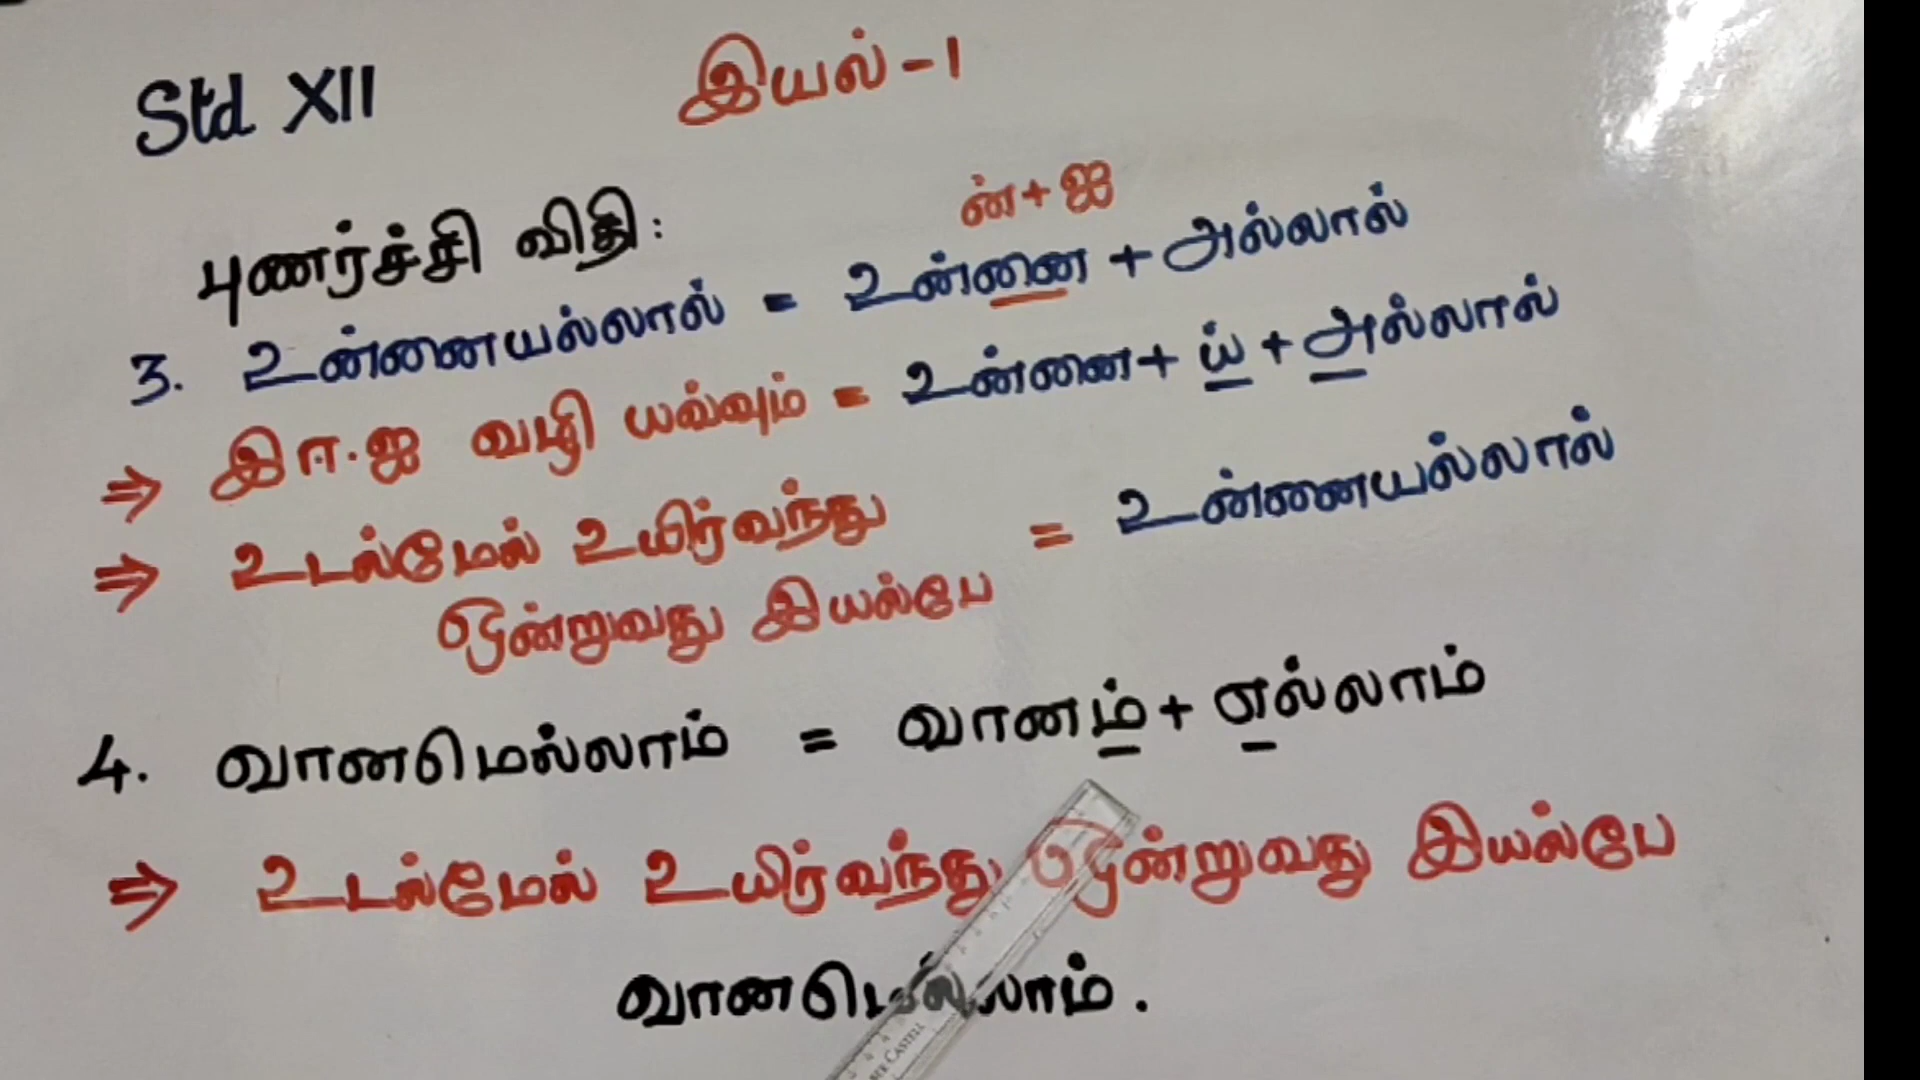 Std XII இயல் - 1
புணர்ச்சி விதி:
ன் + ஐ
3. உன்னையல்லால் = உன்னை + அல்லால்
⇒ இ ஈ.ஐ வழி யவ்வும் = உன்னை + ய் + அல்லால்
⇒ உடல்மேல் உயிர்வந்து
ஒன்றுவது இயல்பே = உன்னையல்லால்
4. வானமெல்லாம் = வானம் + எல்லாம்
⇒ உடல்மேல் உயிர்வந்து ஒன்றுவது இயல்பே
வானமெல்லாம்.